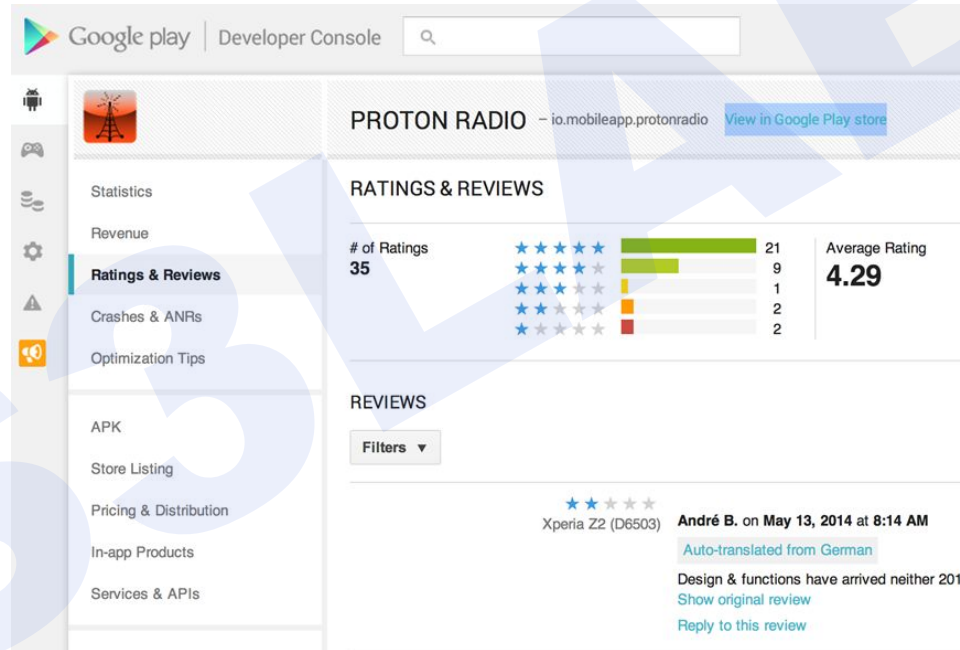 Google play | Developer Console
PROTON RADIO – io.mobileapp.protonradio View in Google Play store
Statistics
Revenue
Ratings & Reviews
Crashes & ANRs
Optimization Tips
APK
Store Listing
Pricing & Distribution
In-app Products
Services & APIs
RATINGS & REVIEWS
# of Ratings
35
21
9
1
2
2
Average Rating
4.29
REVIEWS
Filters ▼
Xperia Z2 (D6503)
André B. on May 13, 2014 at 8:14 AM
Auto-translated from German
Design & functions have arrived neither 201
Show original review
Reply to this review